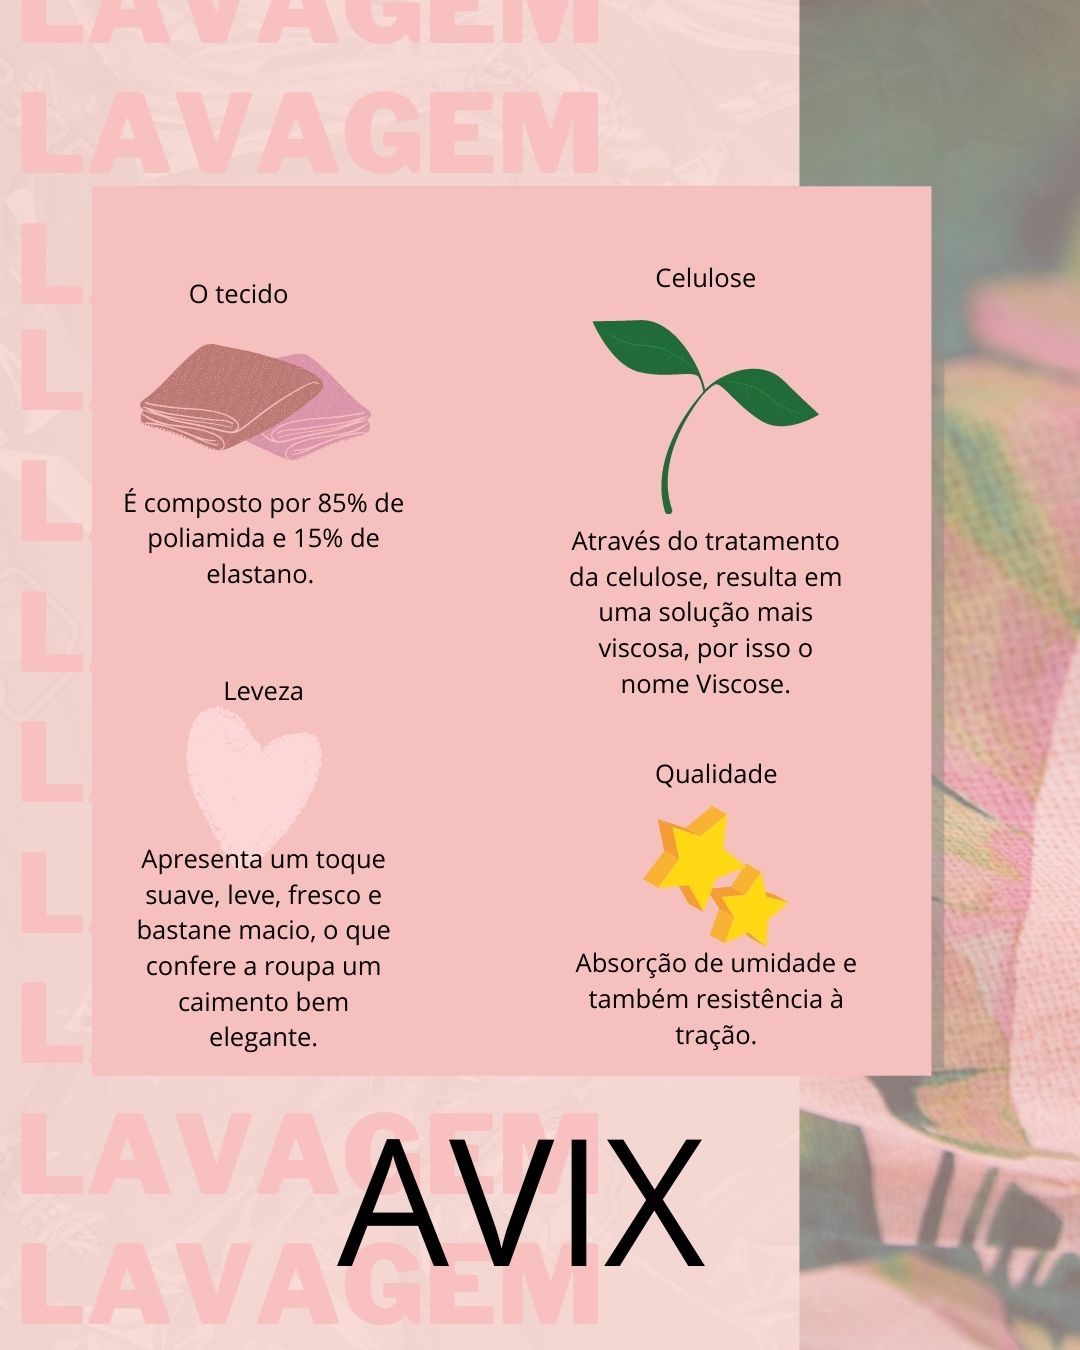 LAVAGEM
LAVAGEM
O tecido
É composto por 85% de
poliamida e 15% de
elastano.
Celulose
Através do tratamento
da celulose, resulta em
uma solução mais
viscosa, por isso o
nome Viscose.
Leveza
Apresenta um toque
suave, leve, fresco e
bastane macio, o que
confere a roupa um
caimento bem
elegante.
Qualidade
Absorção de umidade e
também resistência à
tração.
LAVAGEM
AVIX
LAVAGEM